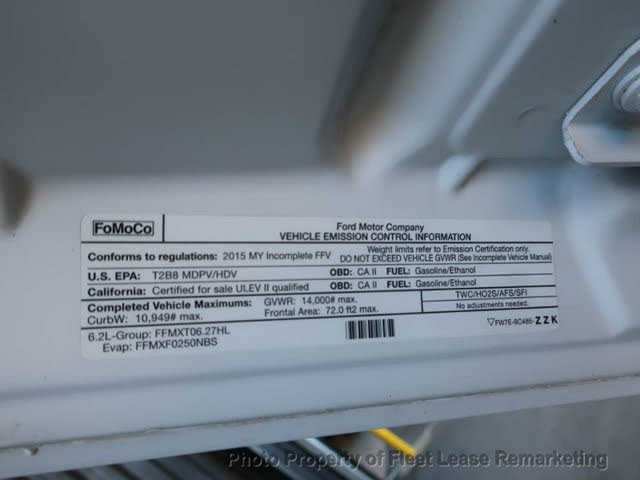 FoMoCo
Ford Motor Company
VEHICLE EMISSION CONTROL INFORMATION
Conforms to regulations: 2015 MY Incomplete FFV
Weight limits refer to Emission Certification only.
DO NOT EXCEED VEHICLE GVWR (See Incomplete Vehicle Manual)
U.S. EPA: T2B8 MDPV/HDV OBD: CA II FUEL: Gasoline/Ethanol
California: Certified for sale ULEV II qualified OBD: CA II FUEL: Gasoline/Ethanol
Completed Vehicle Maximums: GVWR: 14,000# max.
CurbW: 10,949# max. Frontal Area: 72.0 ft2 max.
TWC/HO2S/AFS/SFI
No adjustments needed.
6.2L-Group: FFMXT06.27HL
Evap: FFMXF0250NBS
▽FW7E-9C485-ZZK
Photo Property of Fleet Lease Remarketing